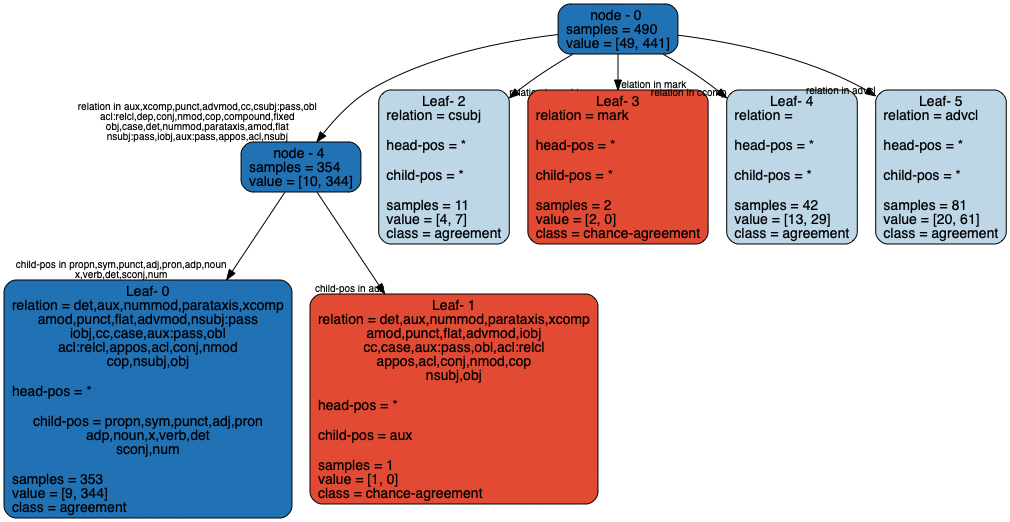 node - 0
samples = 490
value = [49, 441]
relation in aux,xcomp,punct,advmod,cc,csubj:pass,obl
acl:relcl,dep,conj,nmod,cop,compound,fixed
obj,case,det,nummod,parataxis,amod,flat
nsubj:pass,iobj,aux:pass,appos,acl,nsubj
relation in
relation in mark
relation in ccomp
relation in advcl
node - 4
samples = 354
value = [10, 344]
Leaf- 2
relation = csubj
head-pos = *
child-pos = *
samples = 11
value = [4, 7]
class = agreement
Leaf- 3
relation = mark
head-pos = *
child-pos = *
samples = 2
value = [2, 0]
class = chance-agreement
Leaf- 4
relation =
head-pos = *
child-pos = *
samples = 42
value = [13, 29]
class = agreement
Leaf- 5
relation = advcl
head-pos = *
child-pos = *
samples = 81
value = [20, 61]
class = agreement
child-pos in propn,sym,punct,adj,pron,adp,noun
x,verb,det,sconj,num
child-pos in aux
Leaf- 0
relation = det,aux,nummod,parataxis,xcomp
amod,punct,flat,advmod,nsubj:pass
iobj,cc,case,aux:pass,obl
acl:relcl,appos,acl,conj,nmod
cop,nsubj,obj
head-pos = *
child-pos = propn,sym,punct,adj,pron
adp,noun,x,verb,det
sconj,num
samples = 353
value = [9, 344]
class = agreement
Leaf- 1
relation = det,aux,nummod,parataxis,xcomp
amod,punct,flat,advmod,iobj
cc,case,aux:pass,obl,acl:relcl
appos,acl,conj,nmod,cop
nsubj,obj
head-pos = *
child-pos = aux
samples = 1
value = [1, 0]
class = chance-agreement